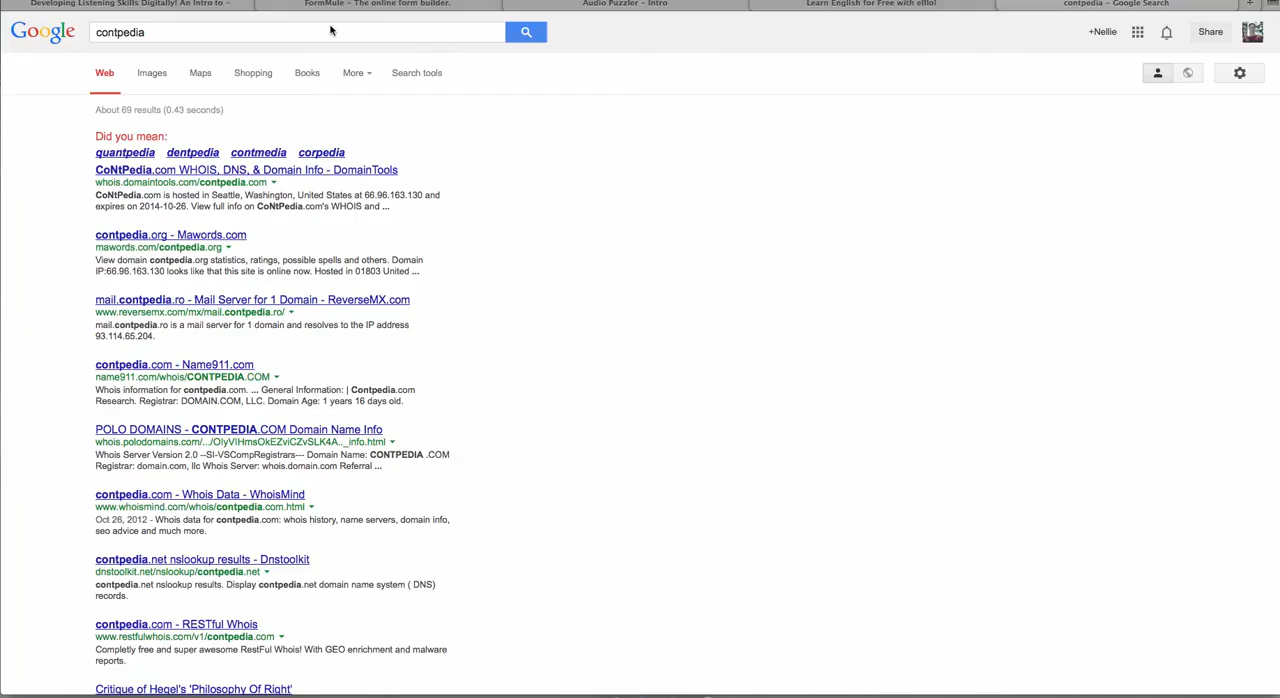 Developing Listening Skills Digitally! An Intro to –
FormMule – The online form builder.
Audio Puzzler – Intro
Learn English for Free with elllo!
contpedia – Google Search
Google
contpedia
+Nellie
Share
Web
Images
Maps
Shopping
Books
More
Search tools
About 69 results (0.43 seconds)
Did you mean:
quantpedia dentpedia contmedia corpedia
CoNtPedia.com WHOIS, DNS, & Domain Info - DomainTools
whois.domaintools.com/contpedia.com
CoNtPedia.com is hosted in Seattle, Washington, United States at 66.96.163.130 and
expires on 2014-10-26. View full info on CoNtPedia.com's WHOIS and ...
contpedia.org - Mawords.com
mawords.com/contpedia.org
View domain contpedia.org statistics, ratings, possible spells and others. Domain
IP:66.96.163.130 looks like that this site is online now. Hosted in 01803 United ...
mail.contpedia.ro - Mail Server for 1 Domain - ReverseMX.com
www.reversemx.com/mx/mail.contpedia.ro/
mail.contpedia.ro is a mail server for 1 domain and resolves to the IP address
93.114.65.204.
contpedia.com - Name911.com
name911.com/whois/CONTPEDIA.COM
Whois information for contpedia.com. ... General Information: | Contpedia.com
Research. Registrar: DOMAIN.COM, LLC. Domain Age: 1 years 16 days old.
POLO DOMAINS - CONTPEDIA.COM Domain Name Info
whois.polodomains.com/.../OIyVIHmsOkEZviCZvSLK4A.._info.html
Whois Server Version 2.0 --SI-VSCompRegistrars--- Domain Name: CONTPEDIA .COM
Registrar: domain.com, llc Whois Server: whois.domain.com Referral ...
contpedia.com - Whois Data - WhoisMind
www.whoismind.com/whois/contpedia.com.html
Oct 26, 2012 - Whois data for contpedia.com: whois history, name servers, domain info,
seo advice and much more.
contpedia.net nslookup results - Dnstoolkit
dnstoolkit.net/nslookup/contpedia.net
contpedia.net nslookup results. Display contpedia.net domain name system ( DNS)
records.
contpedia.com - RESTful Whois
www.restfulwhois.com/v1/contpedia.com
Completly free and super awesome RestFul Whois! With GEO enrichment and malware
reports.
Critique of Hegel's 'Philosophy Of Right'